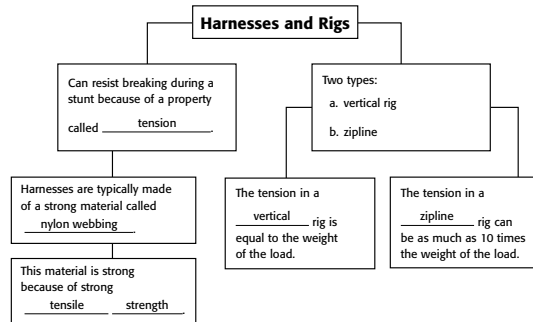 Harnesses and Rigs
Can resist breaking during a
stunt because of a property
called tension.
Two types:
a. vertical rig
b. zipline
Harnesses are typically made
of a strong material called
nylon webbing.
The tension in a
vertical rig is
equal to the weight
of the load.
The tension in a
zipline rig can
be as much as 10 times
the weight of the load.
This material is strong
because of strong
tensile strength.